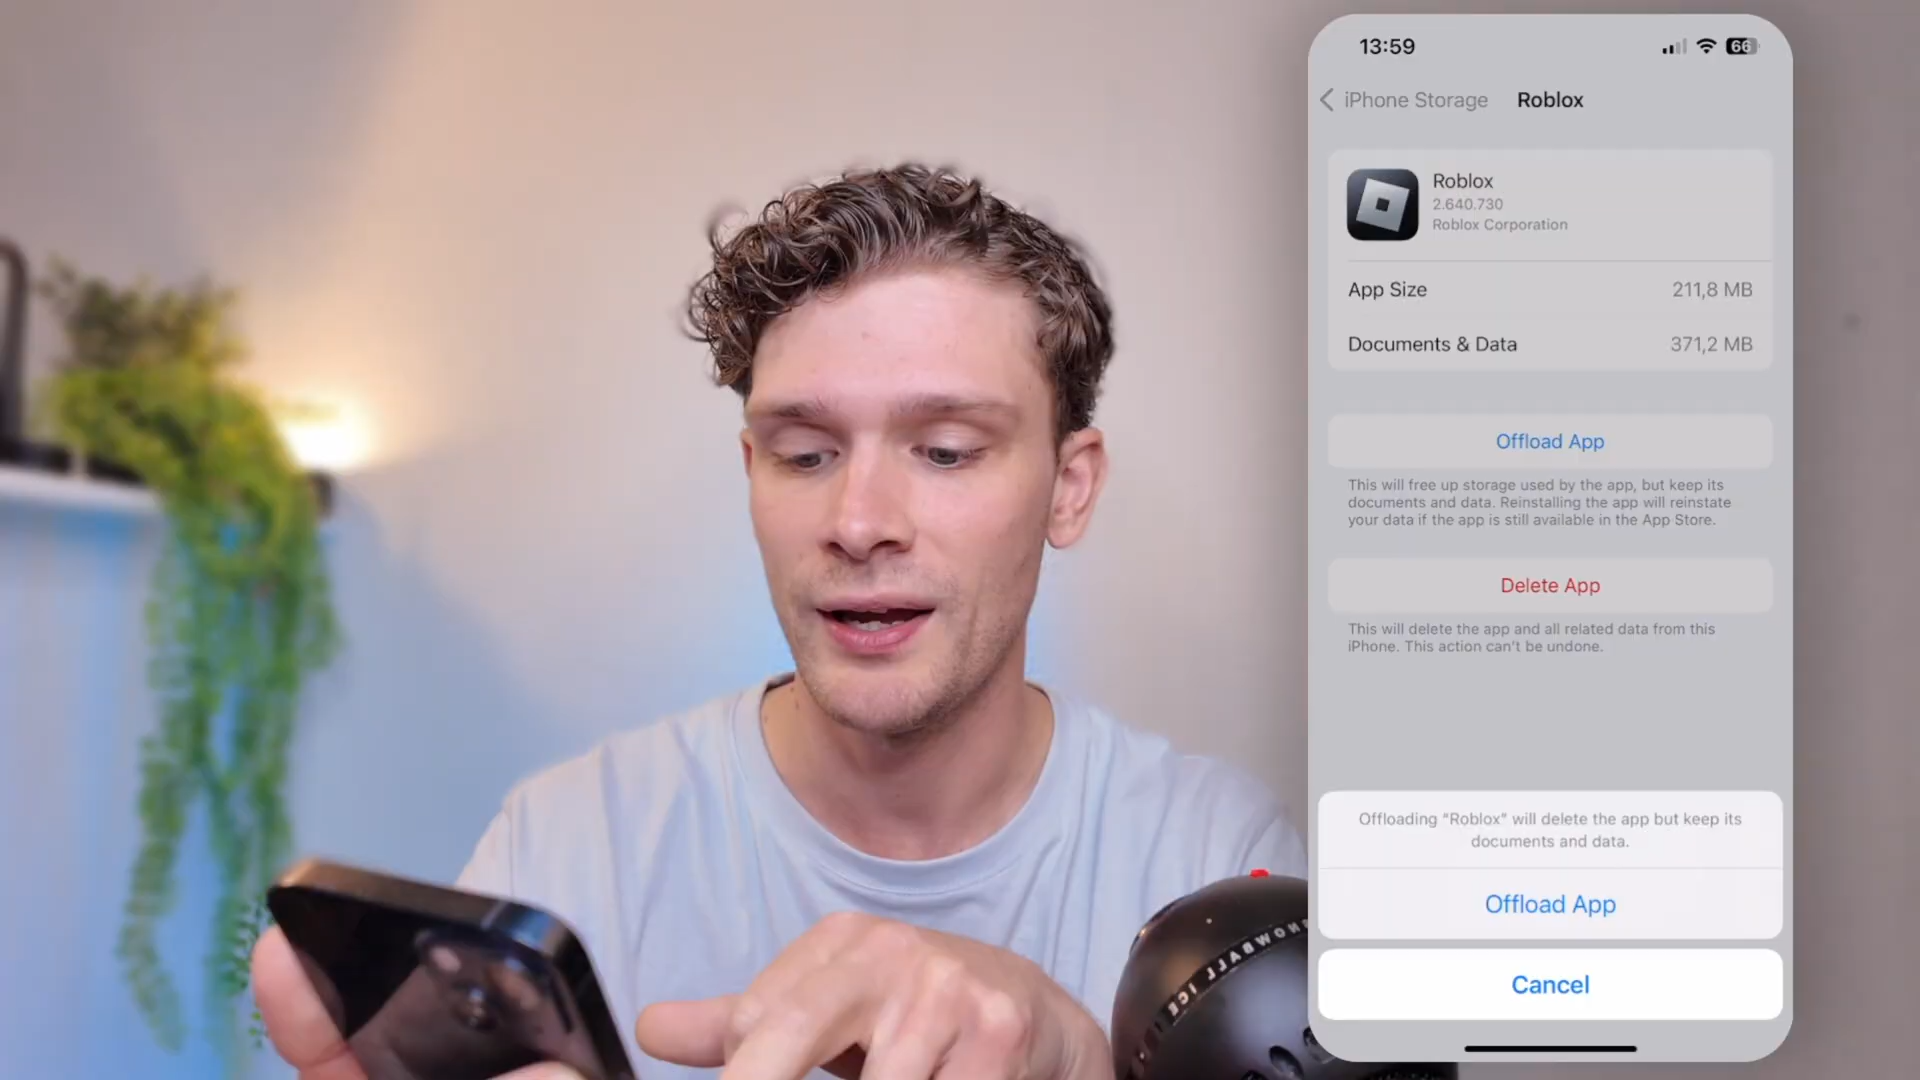 13:59
66
iPhone Storage
Roblox
Roblox
2.640.730
Roblox Corporation
App Size
211,8 MB
Documents & Data
371,2 MB
Offload App
This will free up storage used by the app, but keep its
documents and data. Reinstalling the app will reinstate
your data if the app is still available in the App Store.
Delete App
This will delete the app and all related data from this
iPhone. This action can't be undone.
Offloading “Roblox” will delete the app but keep its
documents and data.
Offload App
Cancel
SNOWBALL ICE